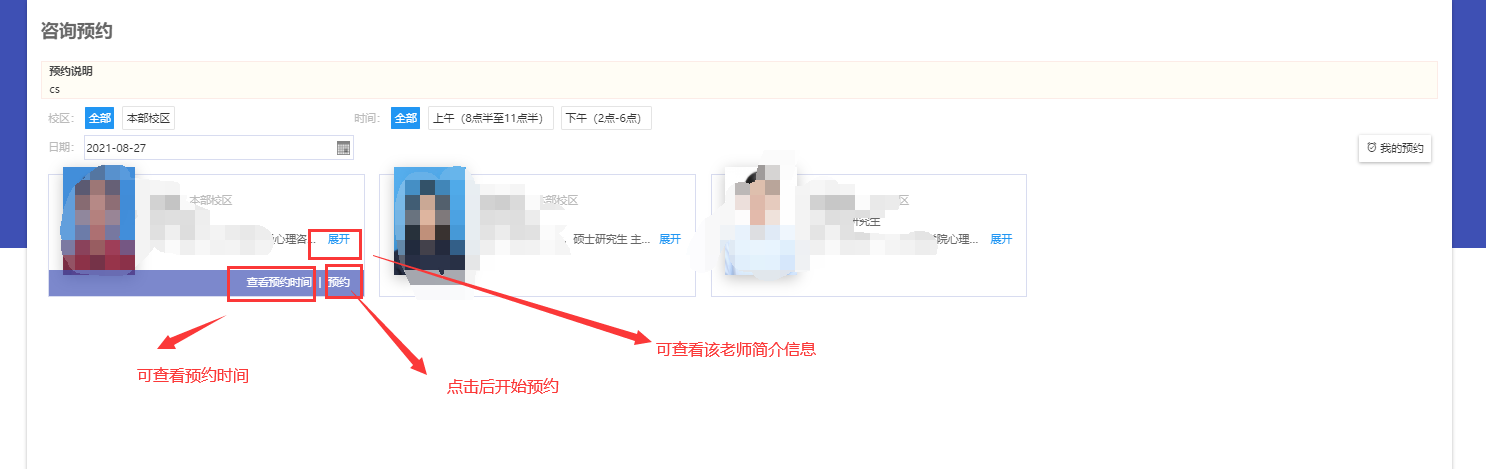 咨询预约
预约说明
cs
校区： 全部 本部校区 时间： 全部 上午（8点半至11点半） 下午（2点-6点）
日期： 2021-08-27 我的预约
本部校区
心理咨... 展开
查看预约时间 | 预约
部校区
硕士研究生 主... 展开
区
研究生
学院心理... 展开
可查看该老师简介信息
可查看预约时间
点击后开始预约